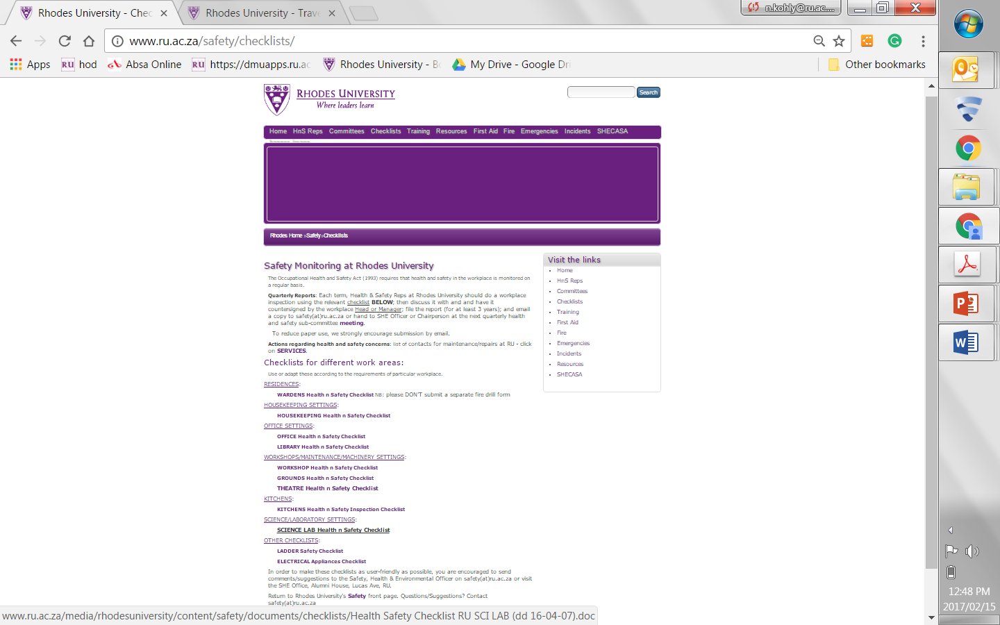 Rhodes University - Chec
Rhodes University - Trave
n.kohly@ru.ac....
www.ru.ac.za/safety/checklists/
Apps
RU hod
Absa Online
RU https://dmuapps.ru.ac
Rhodes University - Bo
My Drive - Google Dri
Other bookmarks
RHODES UNIVERSITY
Where leaders learn
Search
Home HnS Reps Committees Checklists Training Resources First Aid Fire Emergencies Incidents SHECASA
Rhodes Home »Safety »Checklists
Safety Monitoring at Rhodes University
The Occupational Health and Safety Act (1993) requires that health and safety in the workplace is monitored on
a regular basis.
Quarterly Reports: Each term, Health & Safety Reps at Rhodes University should do a workplace
inspection using the relevant checklist BELOW; then discuss it with and and have it
countersigned by the workplace Head or Manager; file the report (for at least 3 years); and email
a copy to safety(at)ru.ac.za or hand to SHE Officer or Chairperson at the next quarterly health
and safety sub-committee meeting.
To reduce paper use, we strongly encourage submission by email.
Actions regarding health and safety concerns: list of contacts for maintenance/repairs at RU - click
on SERVICES.
Checklists for different work areas:
Use or adapt these according to the requirements of particular workplace.
RESIDENCES:
WARDENS Health n Safety Checklist NB: please DON'T submit a separate fire drill form
HOUSEKEEPING SETTINGS:
HOUSEKEEPING Health n Safety Checklist
OFFICE SETTINGS:
OFFICE Health n Safety Checklist
LIBRARY Health n Safety Checklist
WORKSHOPS/MAINTENANCE/MACHINERY SETTINGS:
WORKSHOP Health n Safety Checklist
GROUNDS Health n Safety Checklist
THEATRE Health n Safety Checklist
KITCHENS:
KITCHENS Health n Safety Inspection Checklist
SCIENCE/LABORATORY SETTINGS:
SCIENCE LAB Health n Safety Checklist
OTHER CHECKLISTS:
LADDER Safety Checklist
ELECTRICAL Appliances Checklist
In order to make these checklists as user-friendly as possible, you are encouraged to send
comments/suggestions to the Safety, Health & Environmental Officer on safety(at)ru.ac.za or visit
the SHE Office, Alumni House, Lucas Ave, RU.
Return to Rhodes University's Safety front page. Questions/Suggestions? Contact
safety(at)ru.ac.za
Visit the links
Home
HnS Reps
Committees
Checklists
Training
First Aid
Fire
Emergencies
Incidents
Resources
SHECASA
www.ru.ac.za/media/rhodesuniversity/content/safety/documents/checklists/Health Safety Checklist RU SCI LAB (dd 16-04-07).doc
12:48 PM
2017/02/15